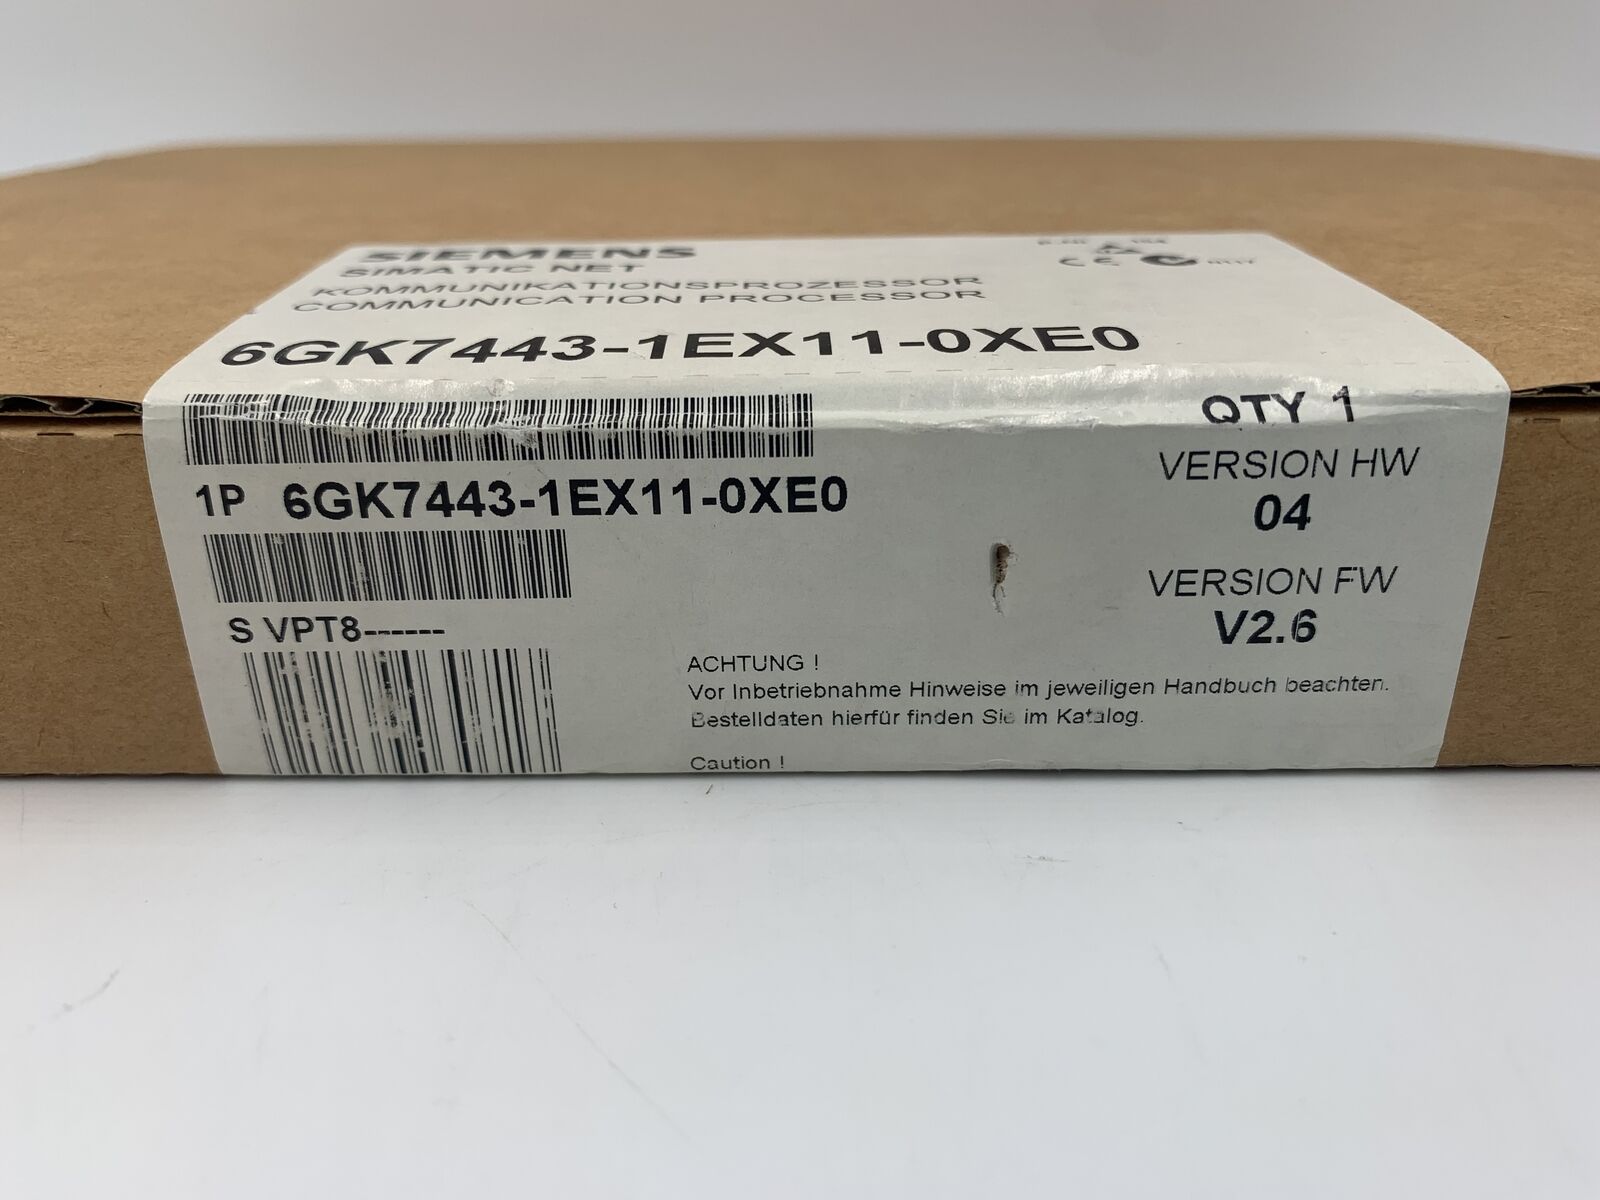 SIEMENS
SIMATIC NET
KOMMUNIKATIONSPROZESSOR
COMMUNICATION PROCESSOR
6GK7443-1EX11-0XE0
QTY 1
1P 6GK7443-1EX11-0XE0
VERSION HW
04
S VPT8------
VERSION FW
V2.6
ACHTUNG !
Vor Inbetriebnahme Hinweise im jeweiligen Handbuch beachten.
Bestelldaten hierfür finden Sie im Katalog.
Caution !